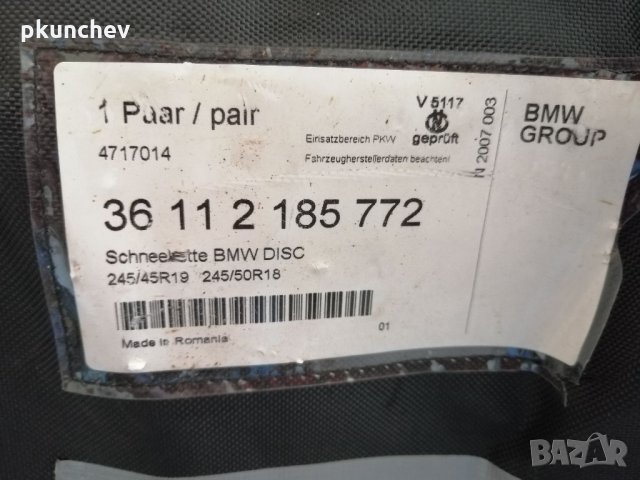 pkunchev
1 Paar / pair
4717014
V 5117
Einsatzbereich PKW
geprüft
Fahrzeugherstellerdaten beachten!
N 2007 003
BMW
GROUP
36 11 2 185 772
Schneekette BMW DISC
245/45R19 245/50R18
01
Made in Romania
BAZAR